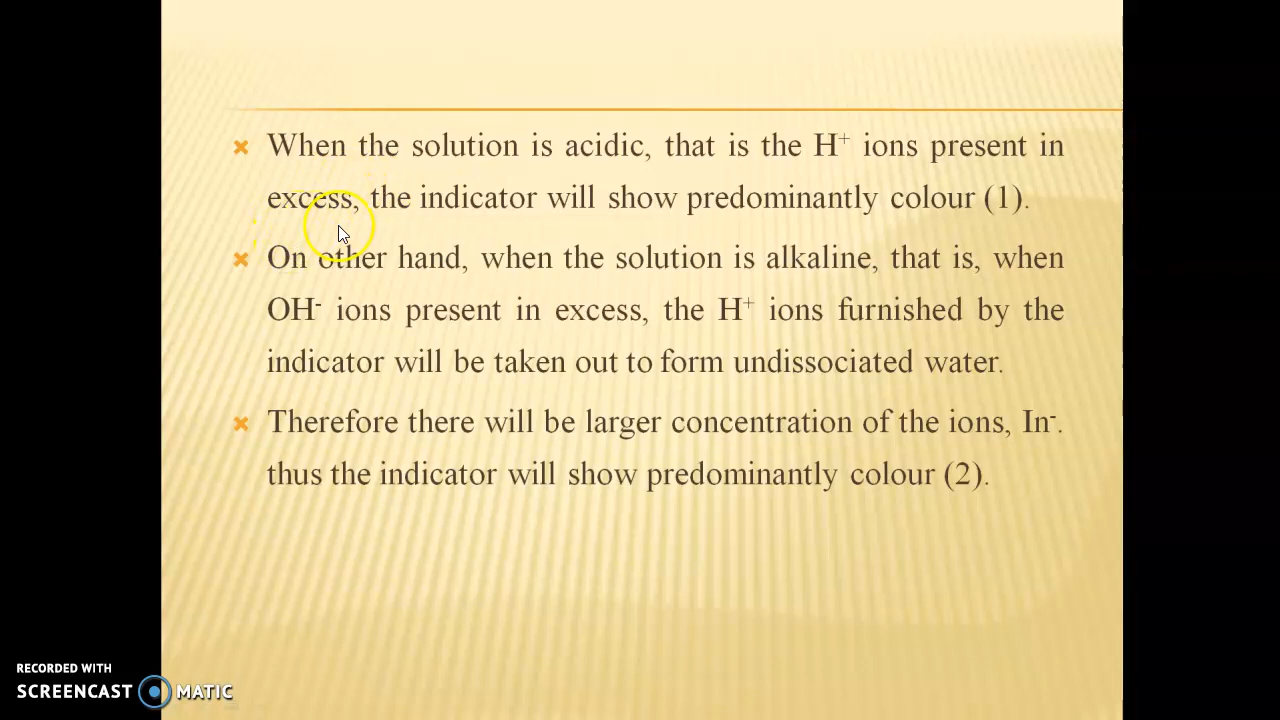 When the solution is acidic, that is the H⁺ ions present in
excess, the indicator will show predominantly colour (1).
On other hand, when the solution is alkaline, that is, when
OH⁻ ions present in excess, the H⁺ ions furnished by the
indicator will be taken out to form undissociated water.
Therefore there will be larger concentration of the ions, In⁻.
thus the indicator will show predominantly colour (2).
RECORDED WITH
SCREENCAST MATIC